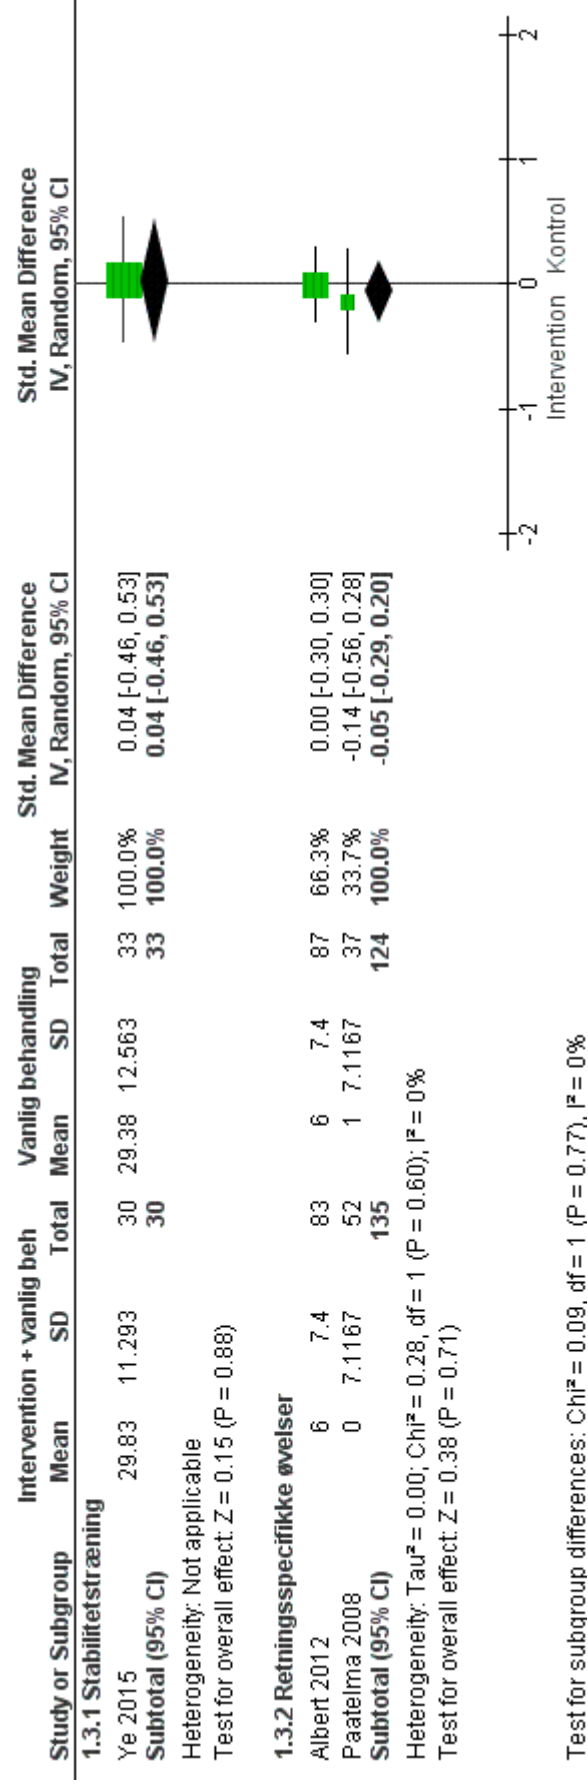 Intervention + vanlig beh Vanlig behandling Std. Mean Difference Std. Mean Difference
Study or Subgroup Mean SD Total Mean SD Total Weight IV, Random, 95% CI IV, Random, 95% CI
1.3.1 Stabilitetstræning
Ye 2015 29.83 11.293 30 29.38 12.563 33 100.0% 0.04 [-0.46, 0.53]
Subtotal (95% CI) 30 33 100.0% 0.04 [-0.46, 0.53]
Heterogeneity: Not applicable
Test for overall effect: Z = 0.15 (P = 0.88)
1.3.2 Retningsspecifikke øvelser
Albert 2012 6 7.4 83 6 7.4 87 66.3% 0.00 [-0.30, 0.30]
Paatelma 2008 0 7.1167 52 1 7.1167 37 33.7% -0.14 [-0.56, 0.28]
Subtotal (95% CI) 135 124 100.0% -0.05 [-0.29, 0.20]
Heterogeneity: Tau² = 0.00; Chi² = 0.28, df = 1 (P = 0.60); I² = 0%
Test for overall effect: Z = 0.38 (P = 0.71)
-2 -1 0 1 2
Intervention Kontrol
Test for subgroup differences: Chi² = 0.09, df = 1 (P = 0.77), I² = 0%